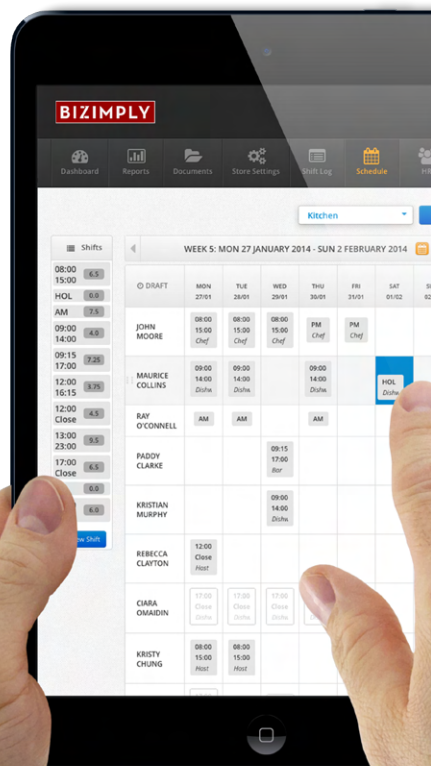 BIZIMPLY
Dashboard Reports Documents Store Settings Shift Log Schedule HR
Kitchen
Shifts
WEEK 5: MON 27 JANUARY 2014 - SUN 2 FEBRUARY 2014
08:00
15:00
6.5
HOL 0.0
AM 7.5
09:00
14:00
4.0
09:15
17:00
7.25
12:00
16:15
3.75
12:00
Close
4.5
13:00
23:00
9.5
17:00
Close
6.5
0.0
6.0
Shift
DRAFT
MON
27/01
TUE
28/01
WED
29/01
THU
30/01
FRI
31/01
SAT
01/02
JOHN
MOORE
08:00
15:00
Chef
08:00
15:00
Chef
08:00
15:00
Chef
PM
Chef
PM
Chef
MAURICE
COLLINS
09:00
14:00
Dishw.
09:00
14:00
Dishw.
09:00
14:00
Dishw.
HOL
Dishw
RAY
O'CONNELL
AM AM AM
PADDY
CLARKE
09:15
17:00
Bar
KRISTIAN
MURPHY
09:00
14:00
Dishw.
REBECCA
CLAYTON
12:00
Close
Host
CIARA
OMAIDIN
17:00
Close
Dishw
17:00
Close
Dishw
17:00
Close
Dishw
KRISTY
CHUNG
08:00
15:00
Host
08:00
15:00
Host